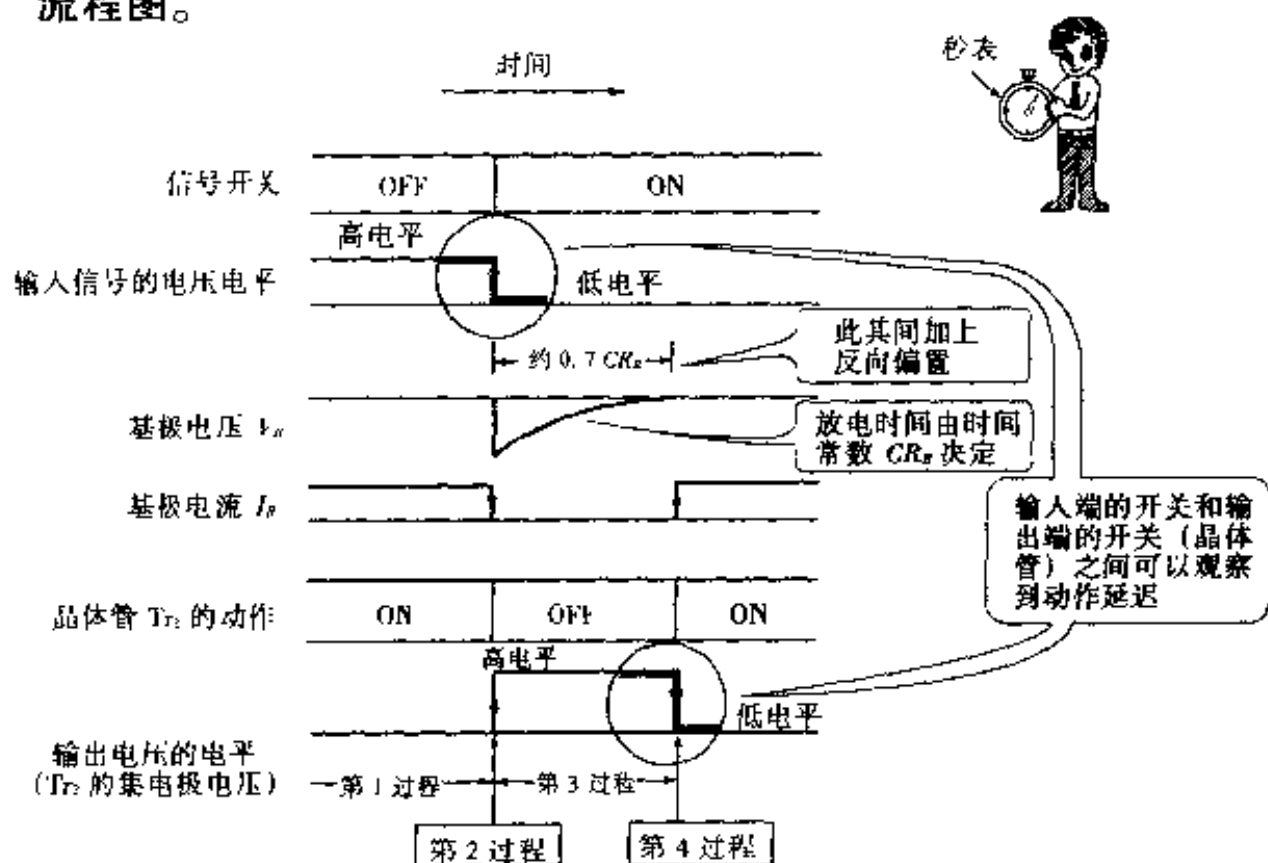 流程图。
时间
秒表
信号开关
OFF
ON
高电平
输入信号的电压电平
低电平
约 0.7 CR_B
此其间加上
反向偏置
基极电压 V_B
放电时间由时间
常数 CR_B 决定
基极电流 I_B
输入端的开关和输
出端的开关（晶体
管）之间可以观察
到动作延迟
晶体管 Tr₂ 的动作
ON
OFF
ON
高电平
低电平
输出电压的电平
（Tr₂ 的集电极电压）
第 1 过程
第 3 过程
第 2 过程
第 4 过程